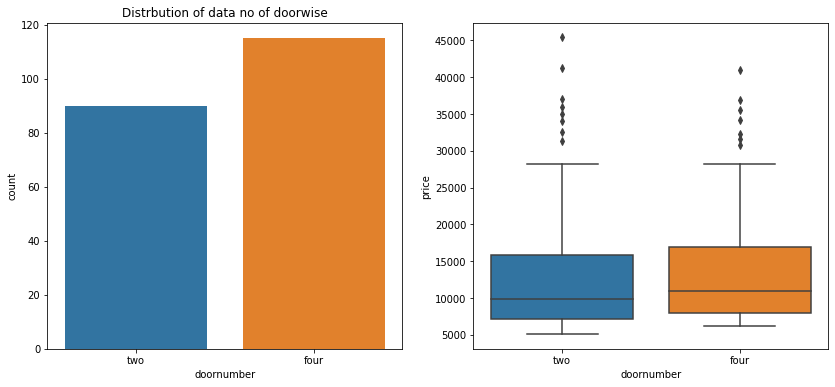 Distrbution of data no of doorwise
120
100
80
60
40
20
0
count
two
four
doornumber
45000
40000
35000
30000
25000
20000
15000
10000
5000
price
two
four
doornumber